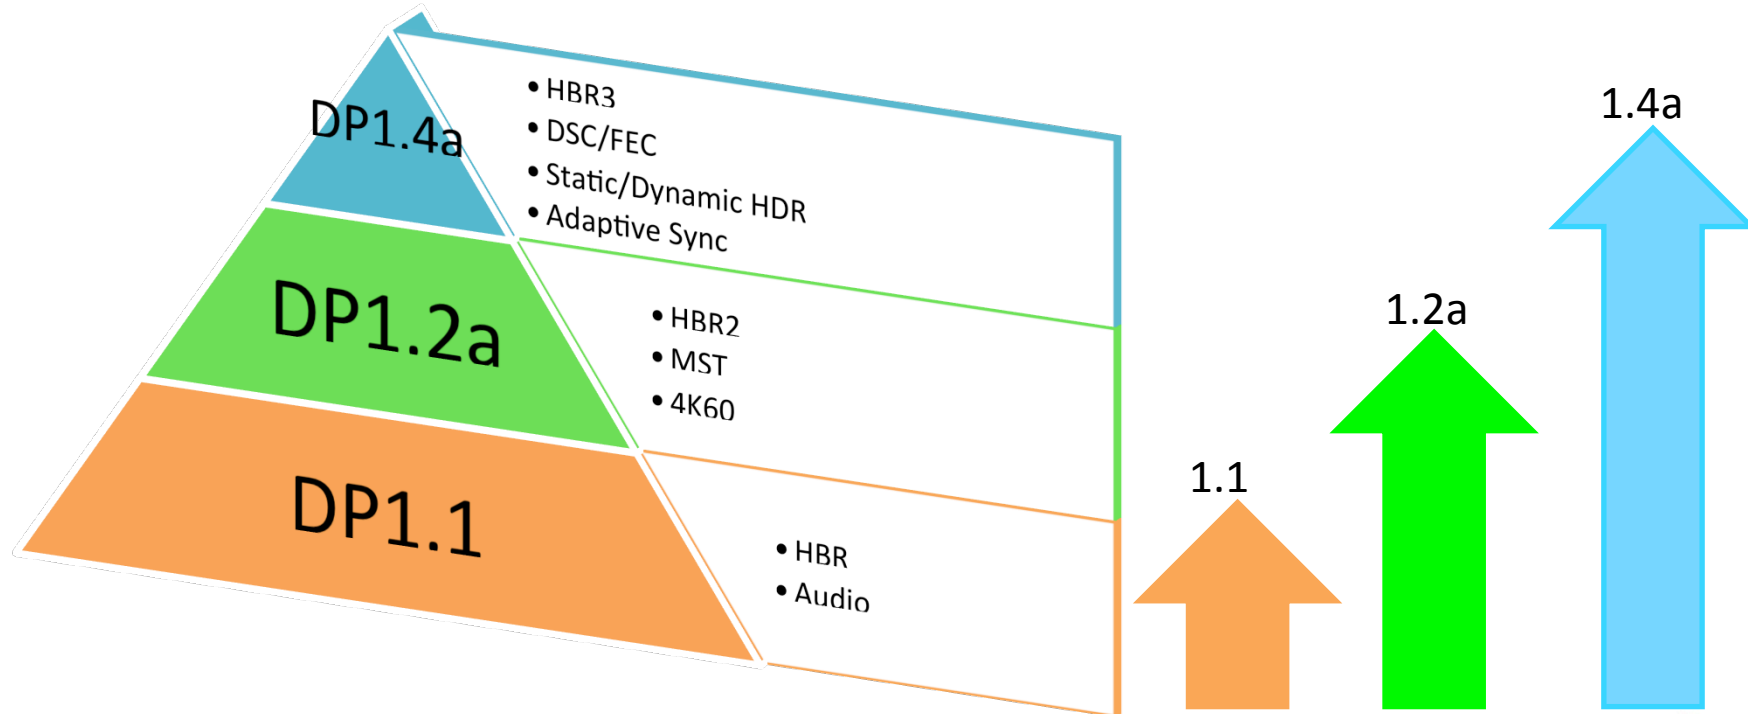 DP1.4a
• HBR3
• DSC/FEC
• Static/Dynamic HDR
• Adaptive Sync
DP1.2a
• HBR2
• MST
• 4K60
DP1.1
• HBR
• Audio
1.1
1.2a
1.4a